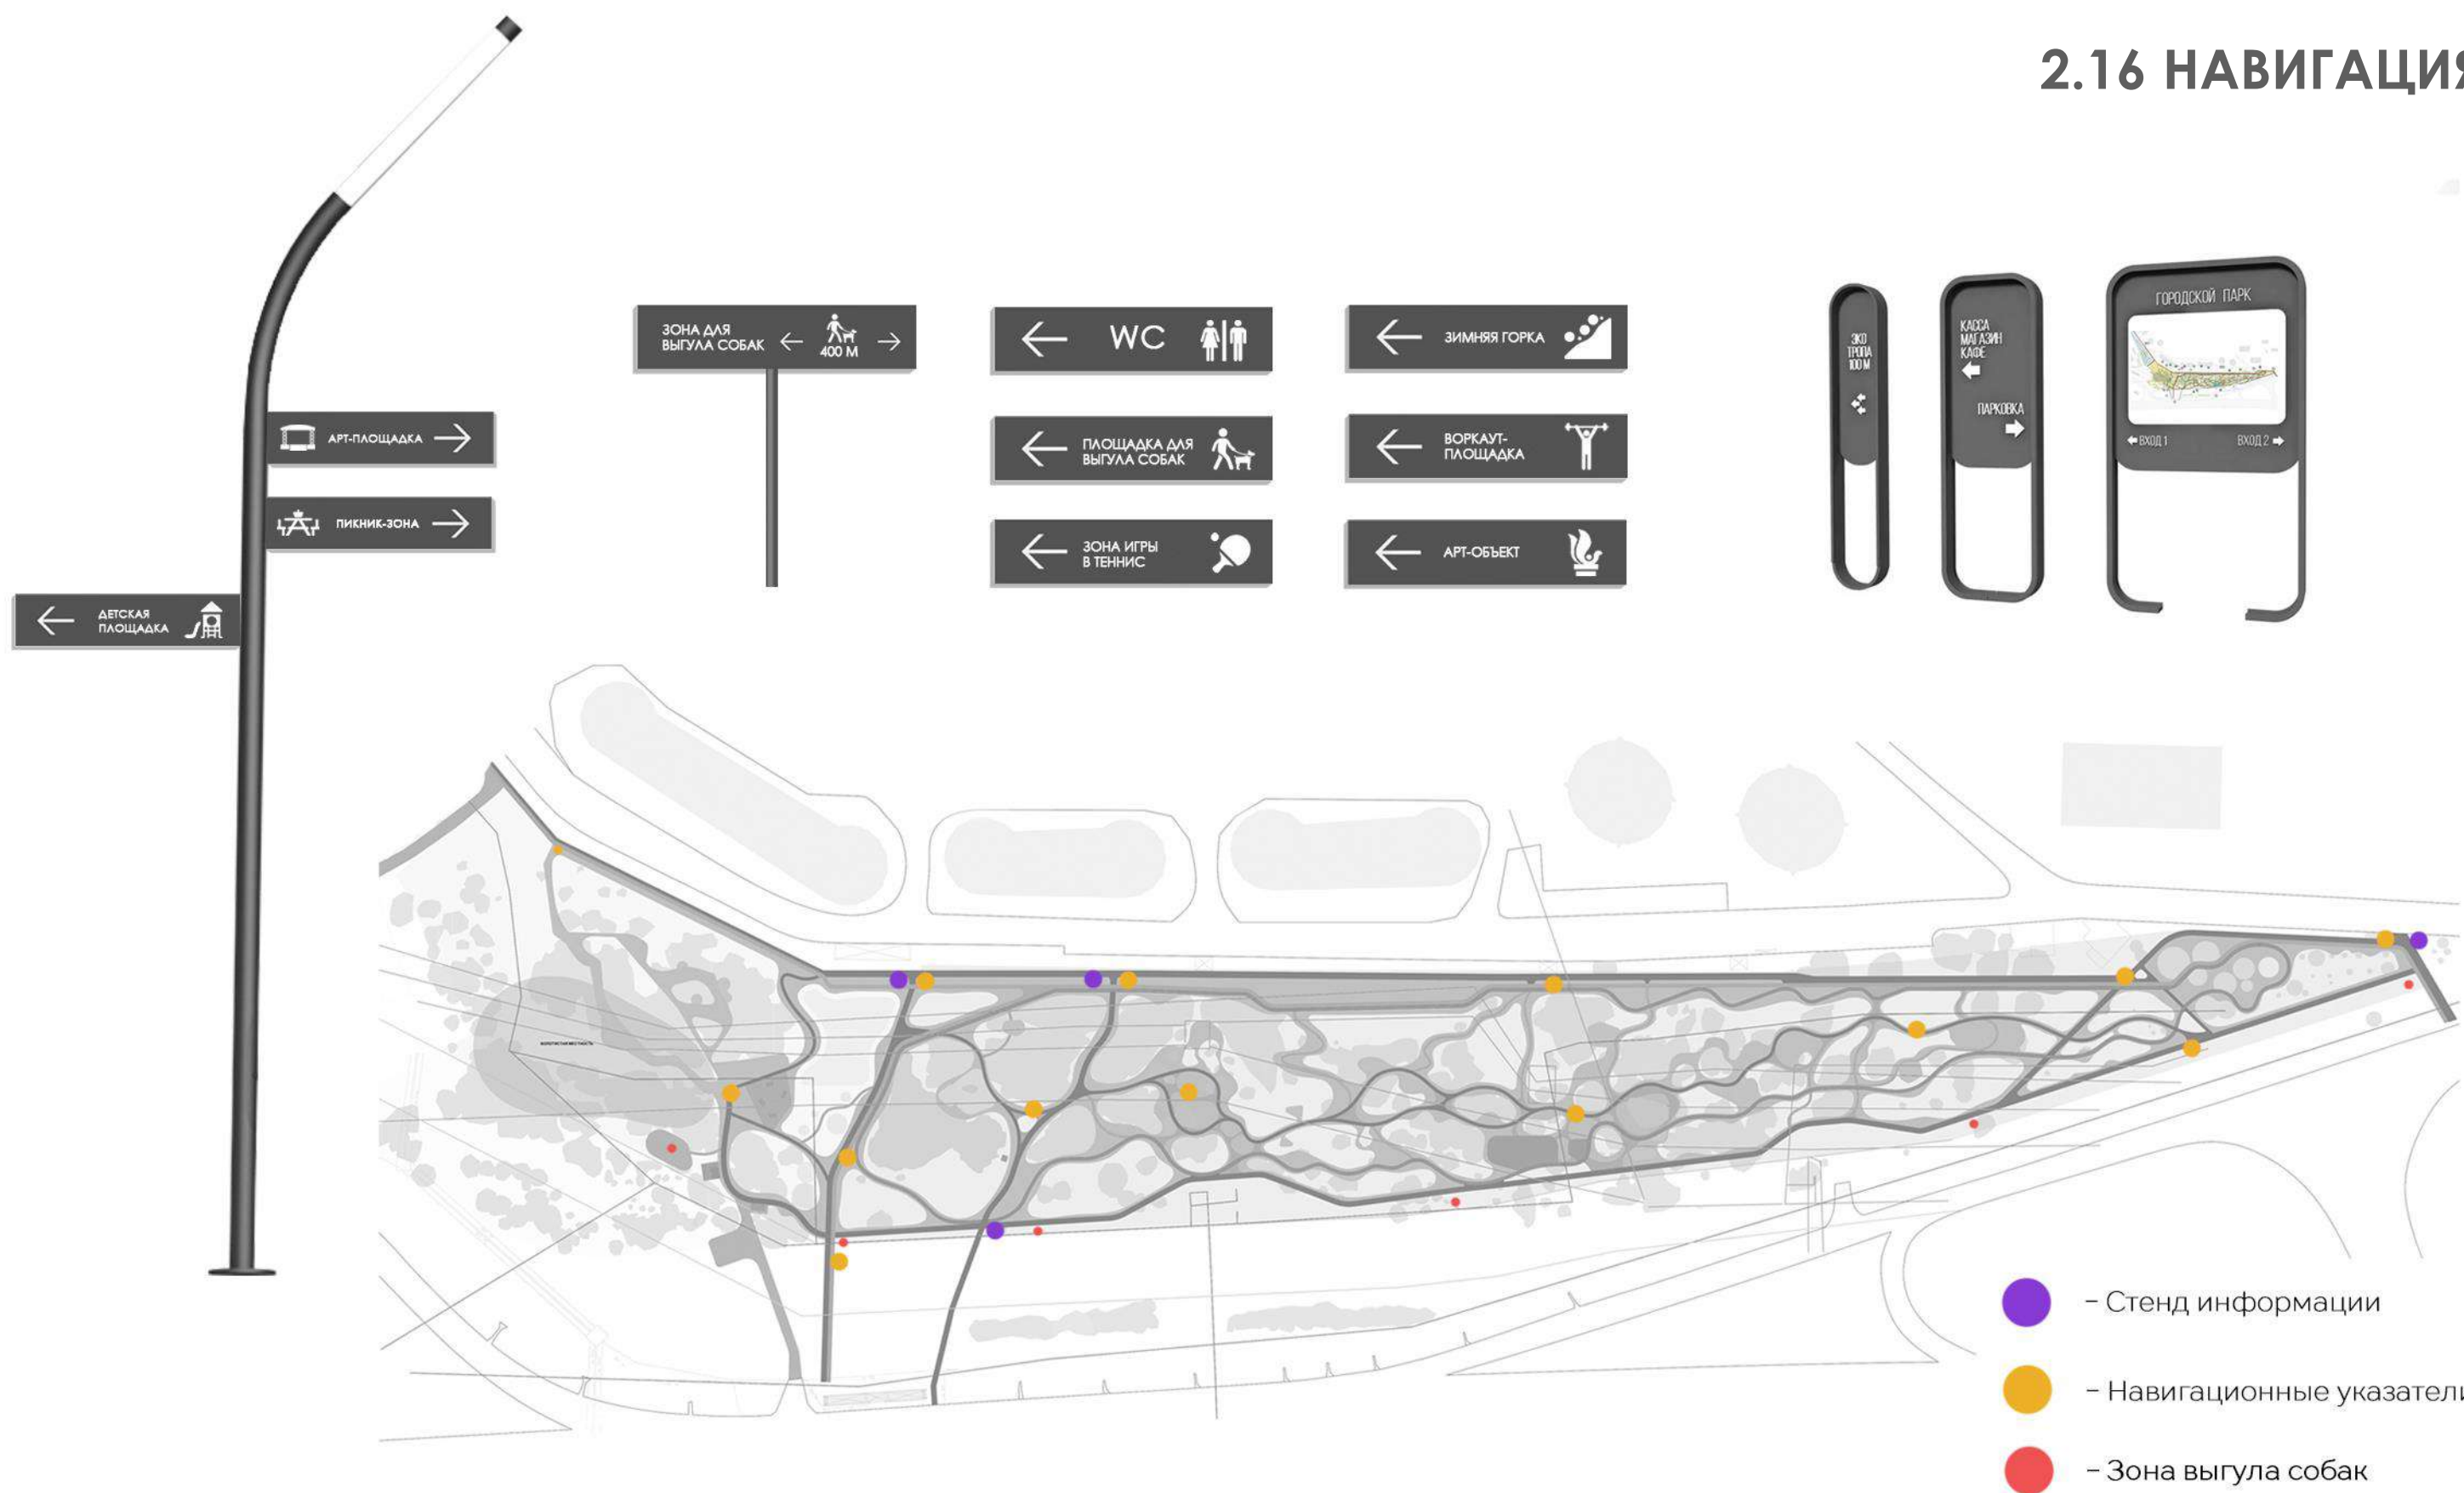 2.16 НАВИГАЦИЯ
АРТ-ПЛОЩАДКА
ПИКНИК-ЗОНА
ДЕТСКАЯ
ПЛОЩАДКА
ЗОНА ДЛЯ
ВЫГУЛА СОБАК
400 М
WC
ПЛОЩАДКА ДЛЯ
ВЫГУЛА СОБАК
ЗОНА ИГРЫ
В ТЕННИС
ЗИМНЯЯ ГОРКА
ВОРКАУТ-
ПЛОЩАДКА
АРТ-ОБЪЕКТ
ЭКО
ТРОПА
100 М
КАССА
МАГАЗИН
КАФЕ
ПАРКОВКА
ГОРОДСКОЙ ПАРК
ВХОД 1
ВХОД 2
БОЛОТИСТАЯ МЕСТНОСТЬ
– Стенд информации
– Навигационные указатели
– Зона выгула собак